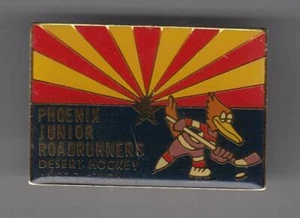 PHOENIX
JUNIOR
ROADRUNNERS
DESERT HOCKEY